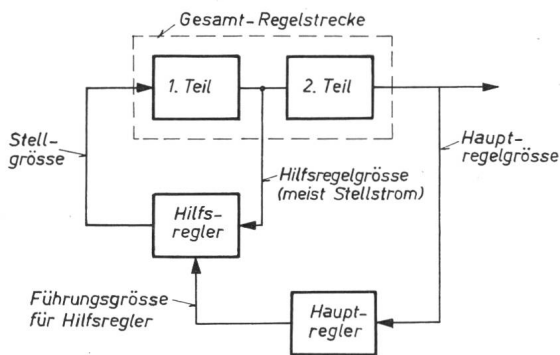 Gesamt-Regelstrecke
1. Teil
2. Teil
Stell-
grösse
Hilfsregelgrösse
(meist Stellstrom)
Haupt-
regelgrösse
Hilfs-
regler
Führungsgrösse
für Hilfsregler
Haupt-
regler